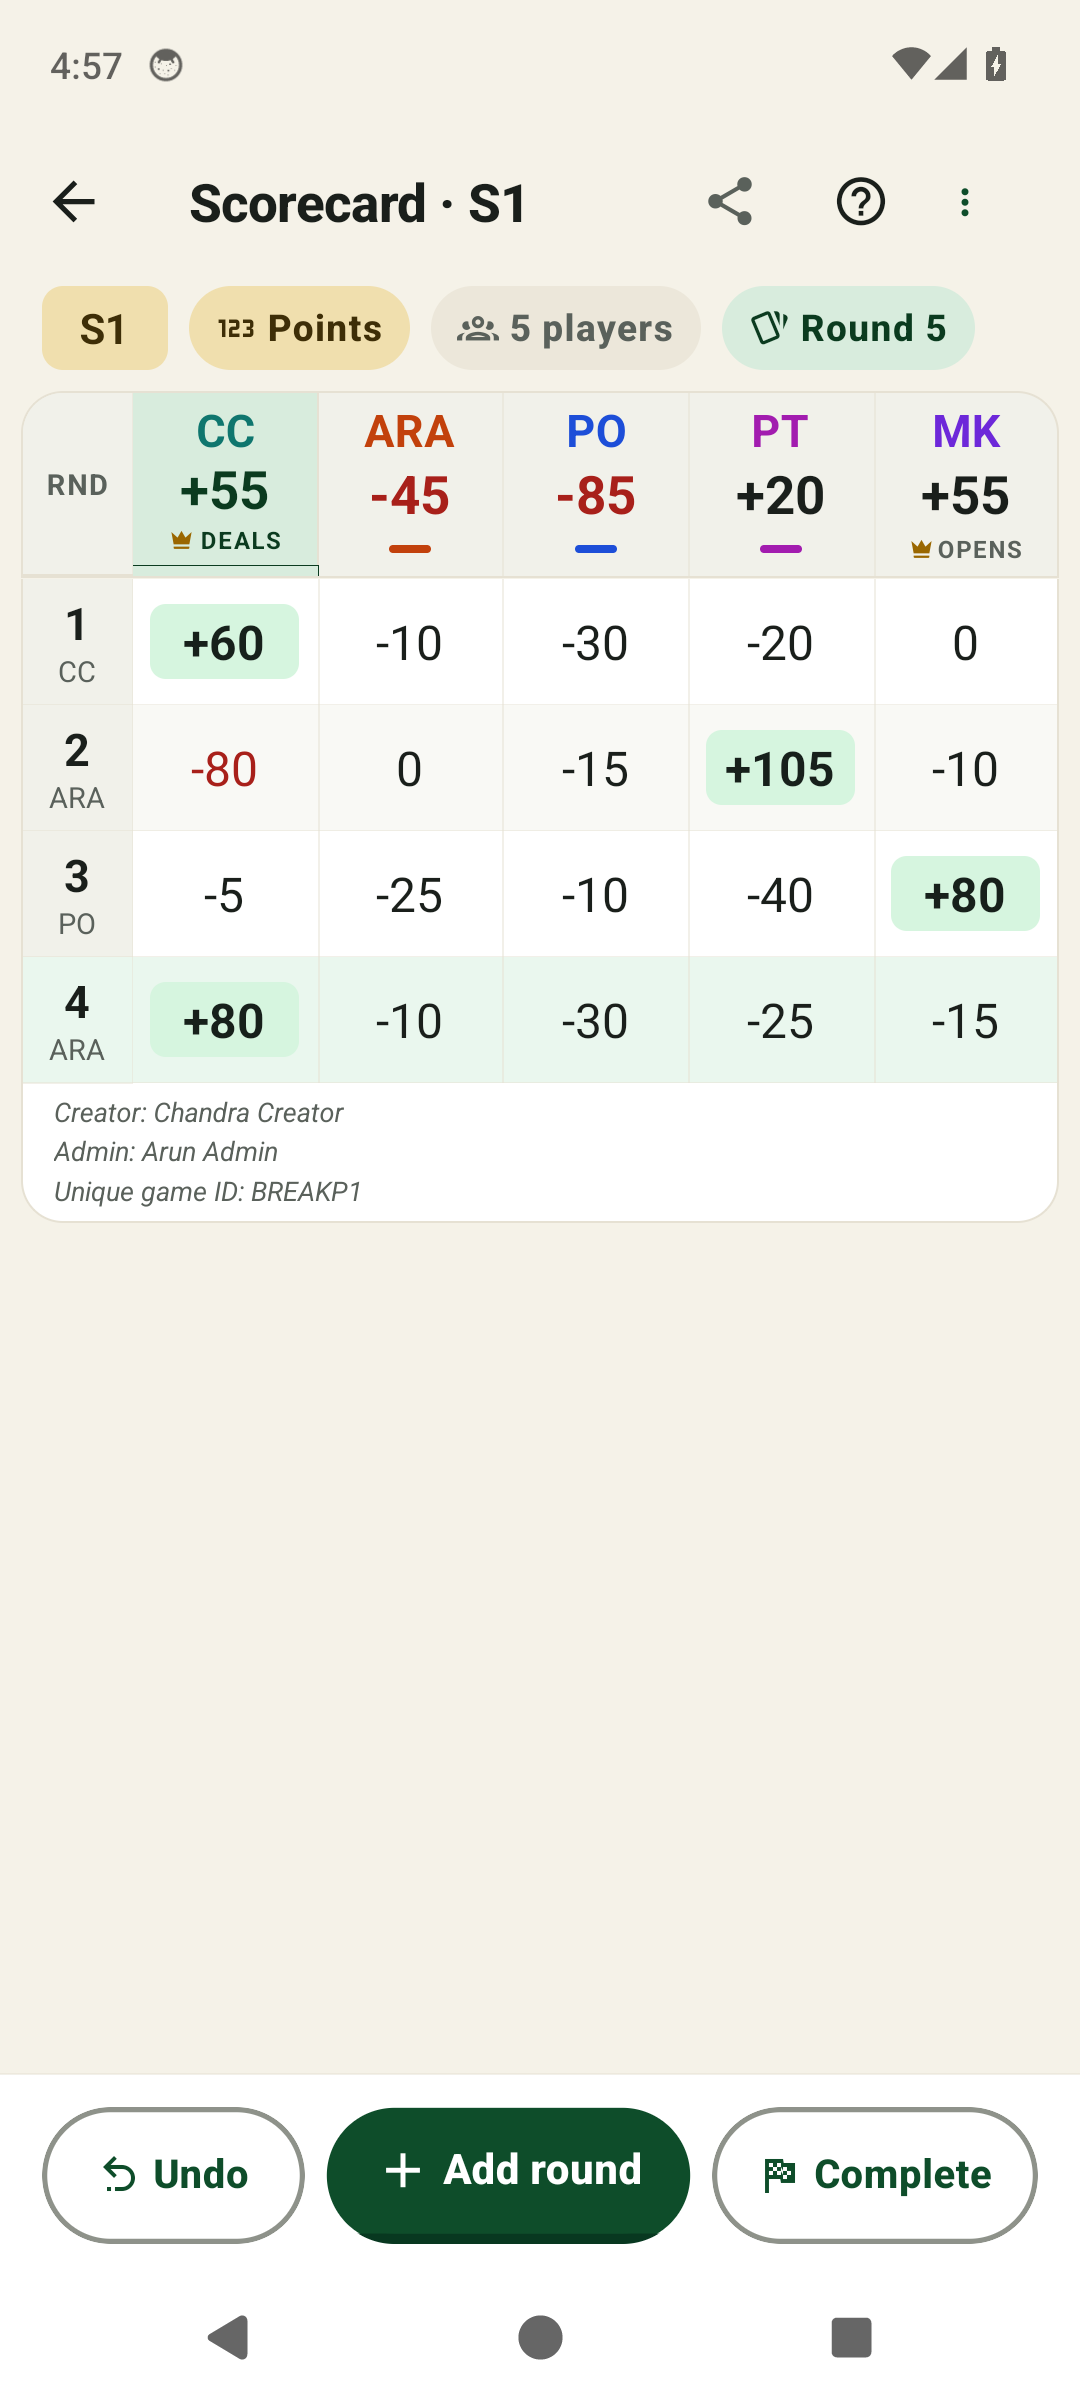 4:57
Scorecard · S1
S1 123 Points 5 players Round 5
RND CC ARA PO PT MK
+55 -45 -85 +20 +55
DEALS OPENS
1 CC +60 -10 -30 -20 0
2 ARA -80 0 -15 +105 -10
3 PO -5 -25 -10 -40 +80
4 ARA +80 -10 -30 -25 -15
Creator: Chandra Creator
Admin: Arun Admin
Unique game ID: BREAKP1
Undo Add round Complete